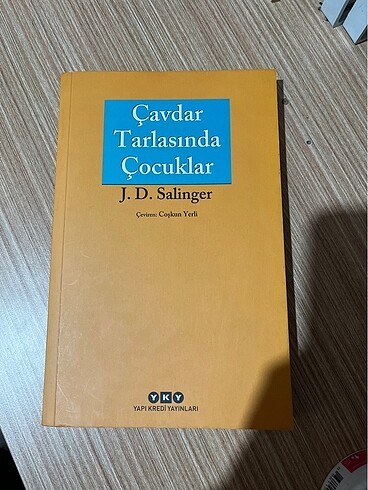 Çavdar
Tarlasında
Çocuklar
J. D. Salinger
Çeviren: Coşkun Yerli
YKY
YAPI KREDİ YAYINLARI